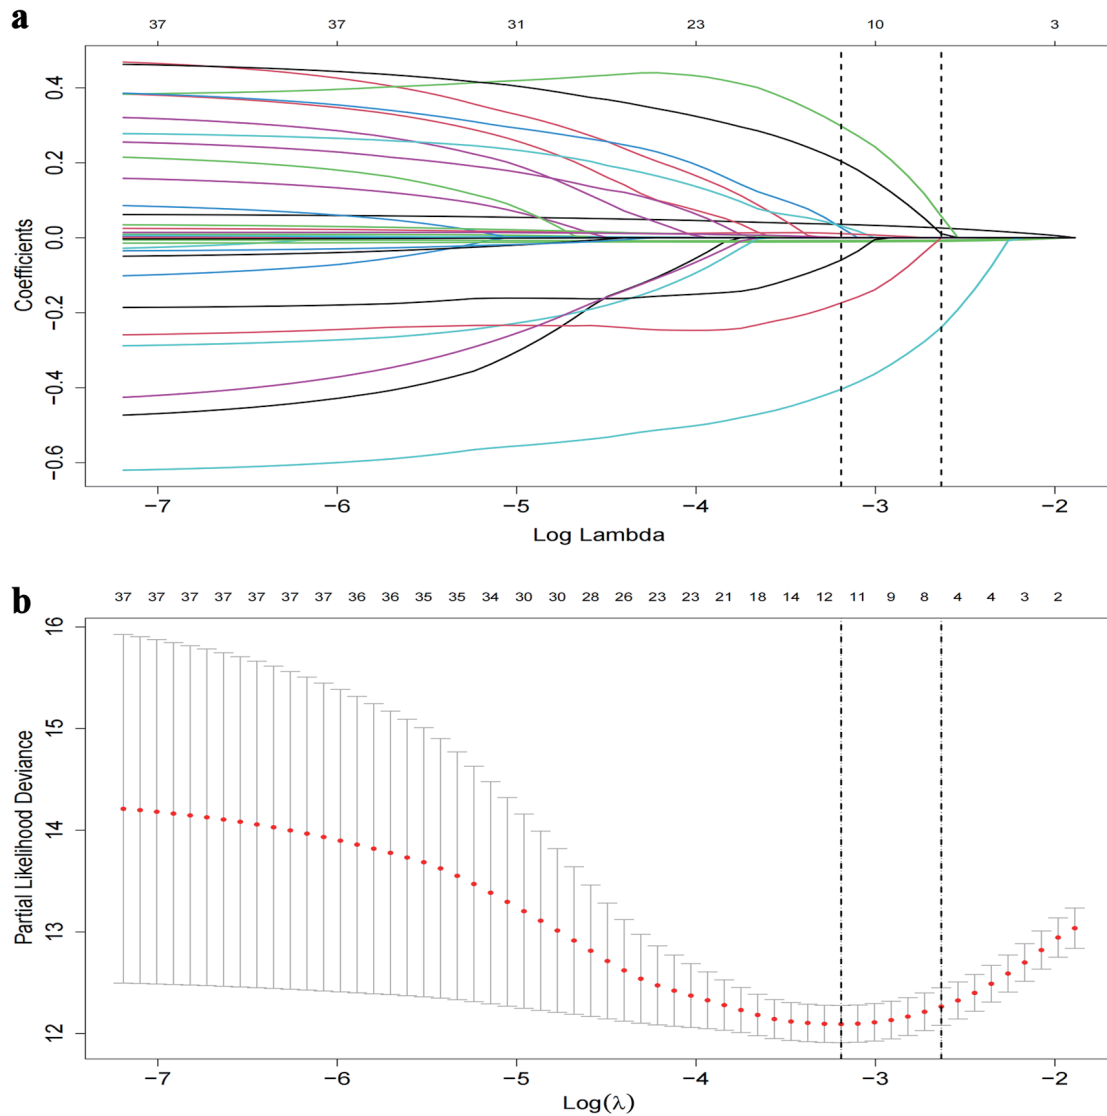 a
37 37 31 23 10 3
0.4
0.2
0.0
−0.2
−0.4
−0.6
Coefficients
−7 −6 −5 −4 −3 −2
Log Lambda
b
37 37 37 37 37 37 37 36 36 35 35 34 30 30 28 26 23 23 21 18 14 12 11 9 8 4 4 3 2
16
15
14
13
12
Partial Likelihood Deviance
−7 −6 −5 −4 −3 −2
Log(λ)